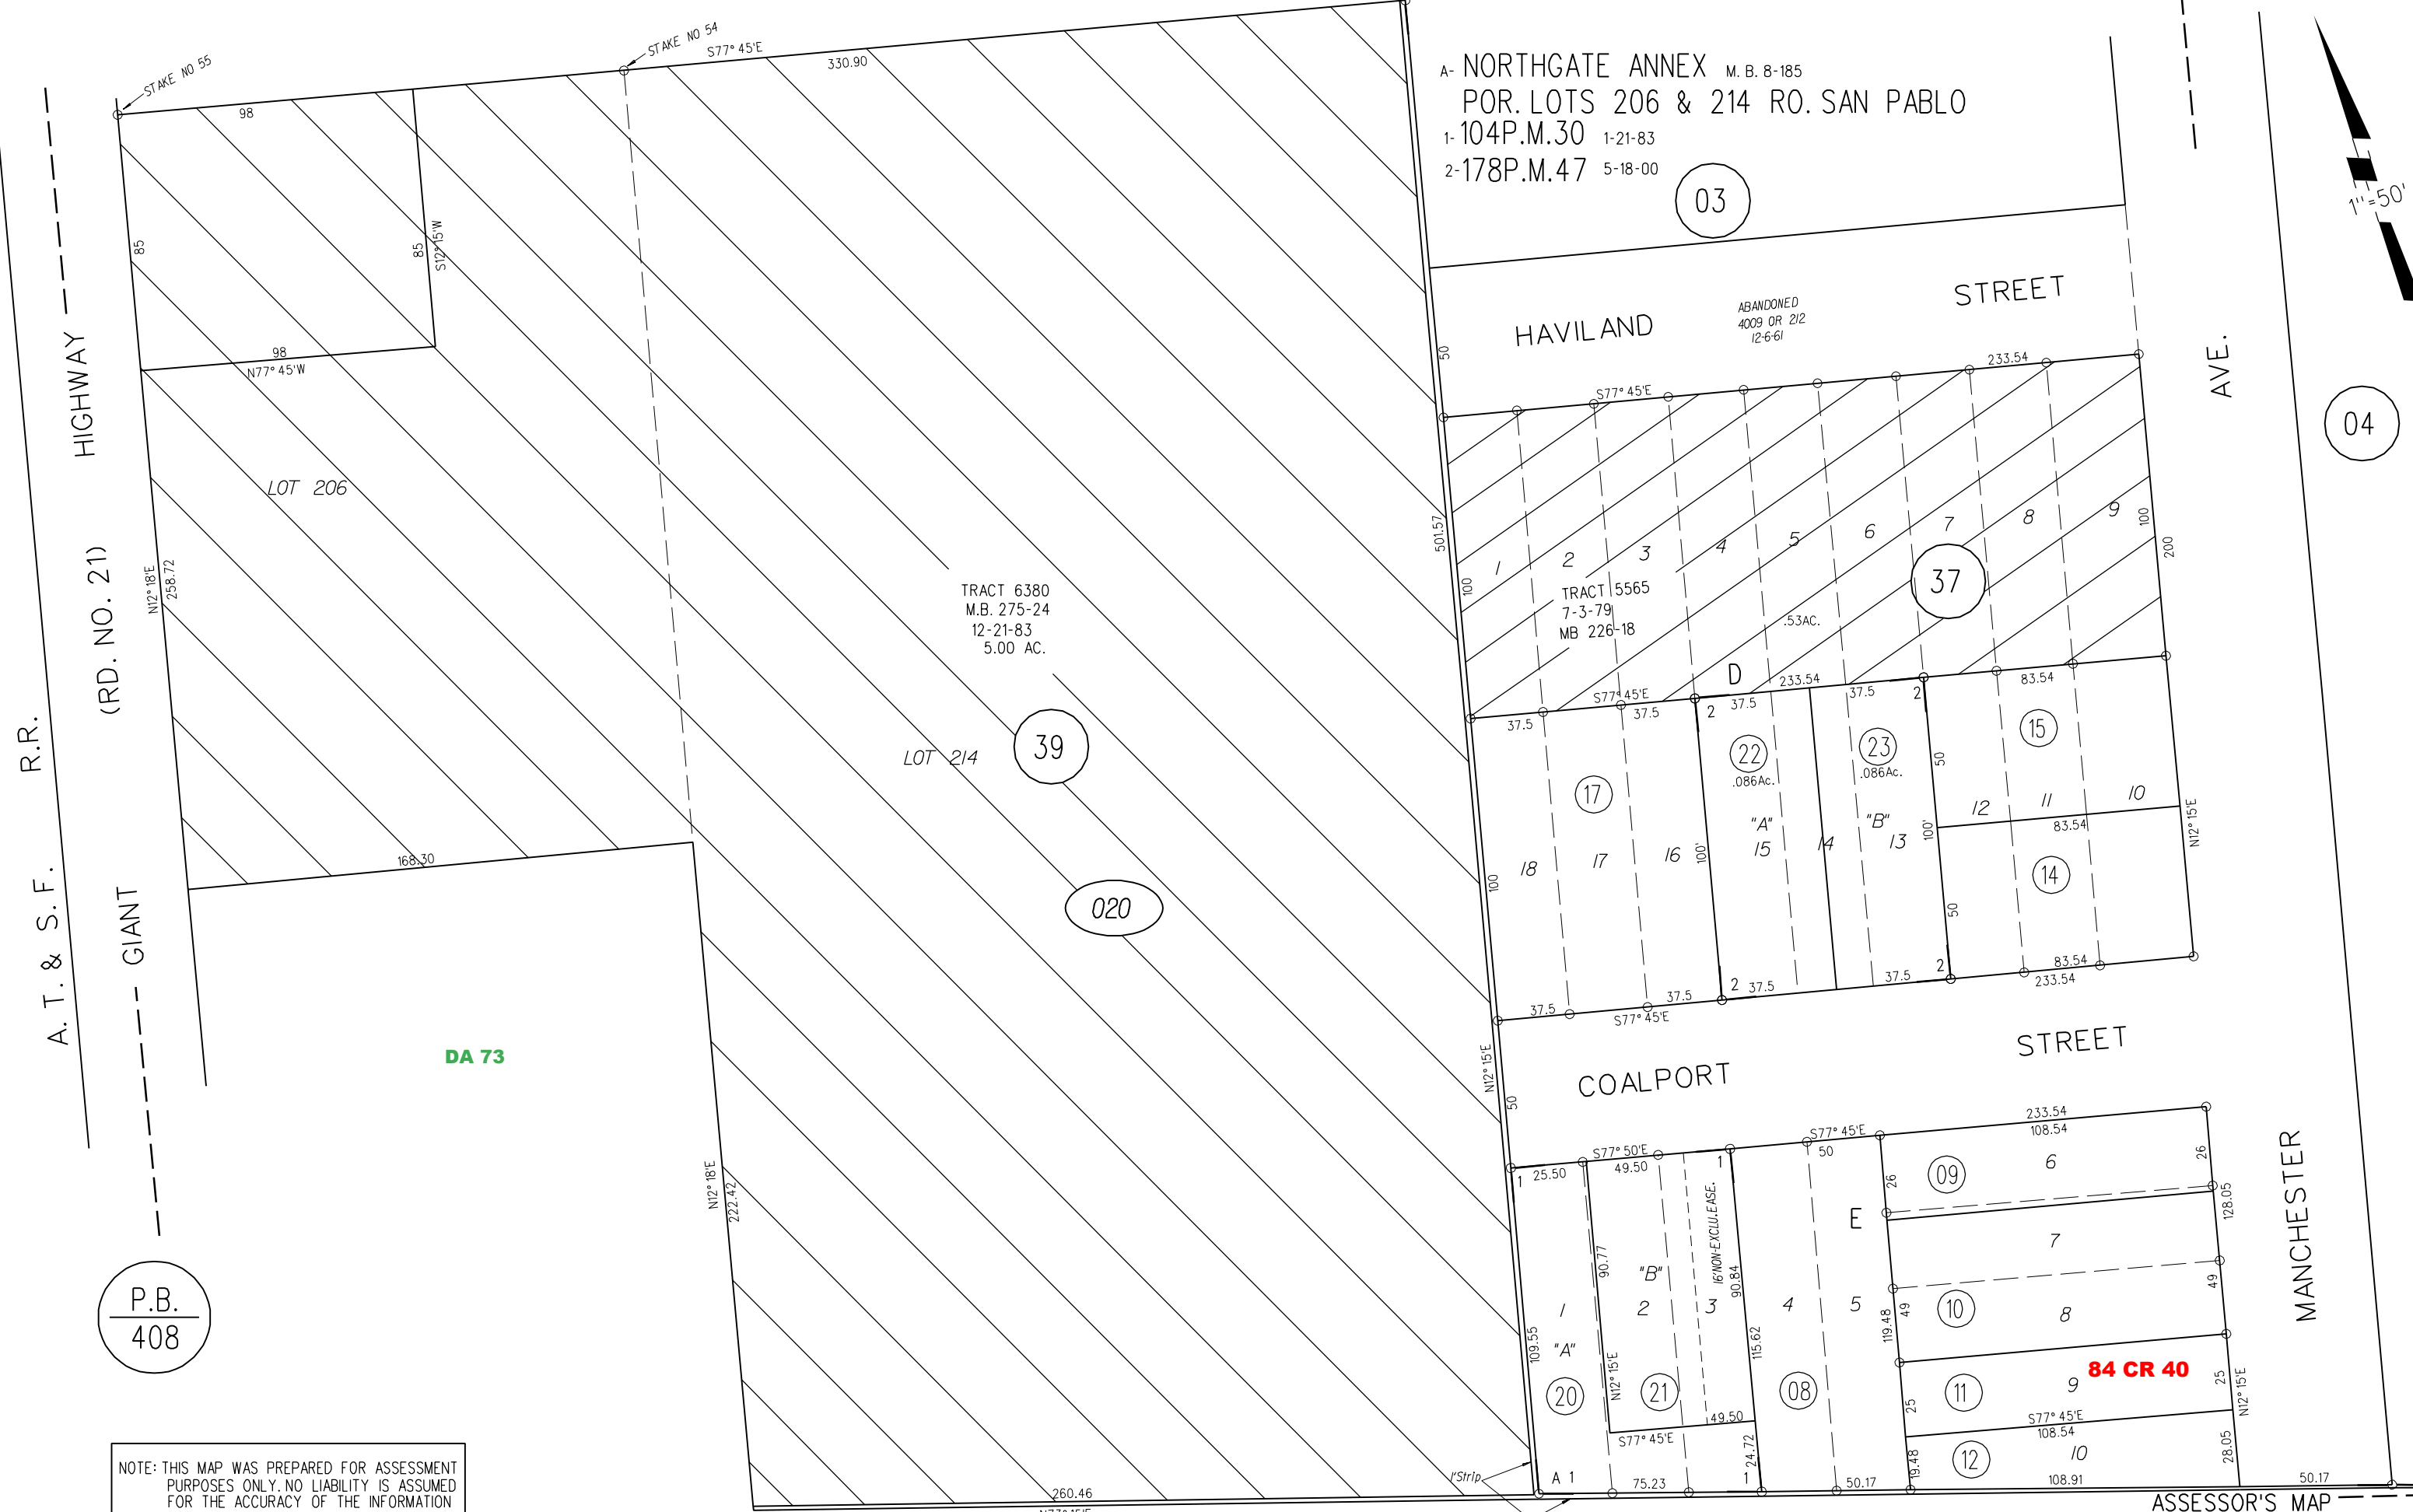 STAKE NO 55
STAKE NO 54
S77°45'E
330.90
98
85
85
S12°15'W
98
N77°45'W
HIGHWAY
(RD. NO. 21)
GIANT
A. T. & S. F. R.R.
LOT 206
N12°18'E
258.72
168.30
TRACT 6380
M.B. 275-24
12-21-83
5.00 AC.
39
LOT 214
020
DA 73
N12°18'E
222.42
P.B.
408
NOTE: THIS MAP WAS PREPARED FOR ASSESSMENT
PURPOSES ONLY. NO LIABILITY IS ASSUMED
FOR THE ACCURACY OF THE INFORMATION
260.46
1'Strip
A- NORTHGATE ANNEX M. B. 8-185
POR. LOTS 206 & 214 RO. SAN PABLO
1- 104P.M.30 1-21-83
2- 178P.M.47 5-18-00
03
1"=50'
04
HAVILAND STREET
ABANDONED
4009 OR 212
12-6-61
50
S77°45'E
233.54
AVE.
501.57
100
1 2 3 4 5 6 7 8 9
100
200
37
TRACT 5565
7-3-79
MB 226-18
.53AC.
D
S77°45'E
233.54
83.54
37.5
37.5
37.5
37.5
2
2
17
22
.086Ac.
23
.086Ac.
15
50
"A"
"B"
12 11 10
83.54
100
18 17 16
100'
15 14 13
100'
14
50
N12°15'E
37.5
37.5
2 37.5
37.5
2
83.54
233.54
S77°45'E
N12°15'E
50
COALPORT STREET
MANCHESTER
S77°50'E
S77°45'E
233.54
1 25.50
49.50
1
50
108.54
16'NON-EXCLU.EASE.
26
09
6
26
E
128.05
90.77
"B"
90.84
7
1 2 3 4 5
119.48
49
10
8
49
109.55
"A"
115.62
84 CR 40
20
N12°15'E
21
08
25
11
9
25
N12°15'E
49.50
S77°45'E
S77°45'E
108.54
24.72
19.48
12
10
28.05
A 1
75.23
1
50.17
108.91
50.17
ASSESSOR'S MAP